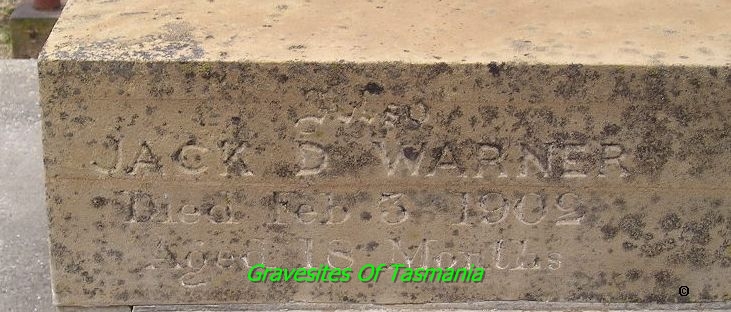 Also
JACK D WARNER
Died Feb 3 1902
Aged 18 Months
Gravesites Of Tasmania
©